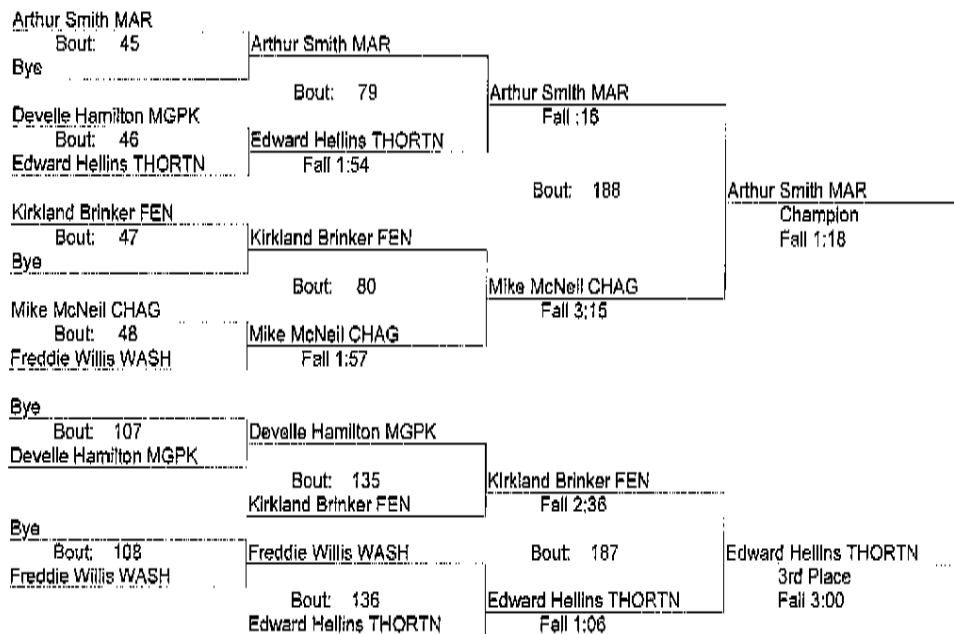 Arthur Smith MAR
Bout: 45
Bye
Arthur Smith MAR
Bout: 79
Develle Hamilton MGPK
Bout: 46
Edward Hellins THORTN
Edward Hellins THORTN
Fall 1:54
Arthur Smith MAR
Fall :16
Kirkland Brinker FEN
Bout: 47
Bye
Kirkland Brinker FEN
Bout: 80
Mike McNeil CHAG
Bout: 48
Freddie Willis WASH
Mike McNeil CHAG
Fall 1:57
Mike McNeil CHAG
Fall 3:15
Bout: 188
Arthur Smith MAR
Champion
Fall 1:18
Bye
Bout: 107
Develle Hamilton MGPK
Develle Hamilton MGPK
Bout: 135
Kirkland Brinker FEN
Kirkland Brinker FEN
Fall 2:36
Bye
Bout: 108
Freddie Willis WASH
Freddie Willis WASH
Bout: 136
Edward Hellins THORTN
Edward Hellins THORTN
Fall 1:06
Bout: 187
Edward Hellins THORTN
3rd Place
Fall 3:00